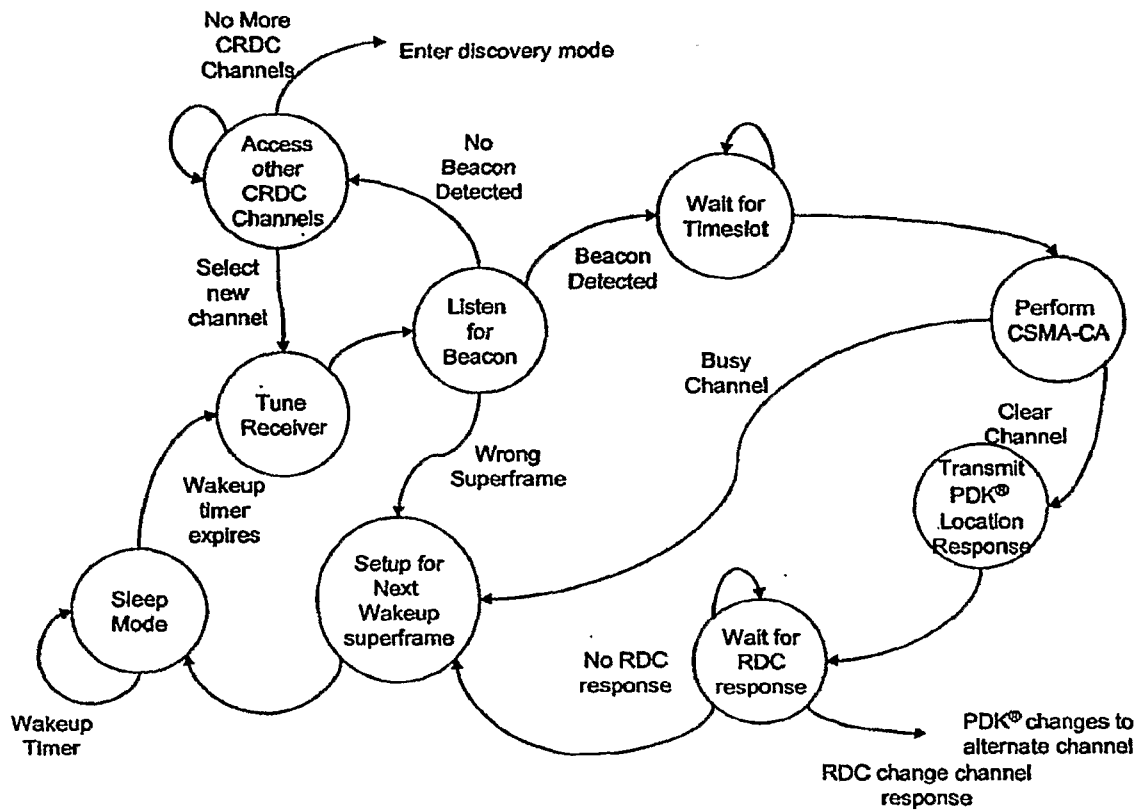 No More
CRDC
Channels
Enter discovery mode
Access
other
CRDC
Channels
No
Beacon
Detected
Wait for
Timeslot
Select
new
channel
Beacon
Detected
Listen
for
Beacon
Perform
CSMA-CA
Busy
Channel
Tune
Receiver
Clear
Channel
Wrong
Superframe
Transmit
PDK®
Location
Response
Wakeup
timer
expires
Setup for
Next
Wakeup
superframe
Sleep
Mode
Wait for
RDC
response
No RDC
response
Wakeup
Timer
PDK® changes to
alternate channel
RDC change channel
response